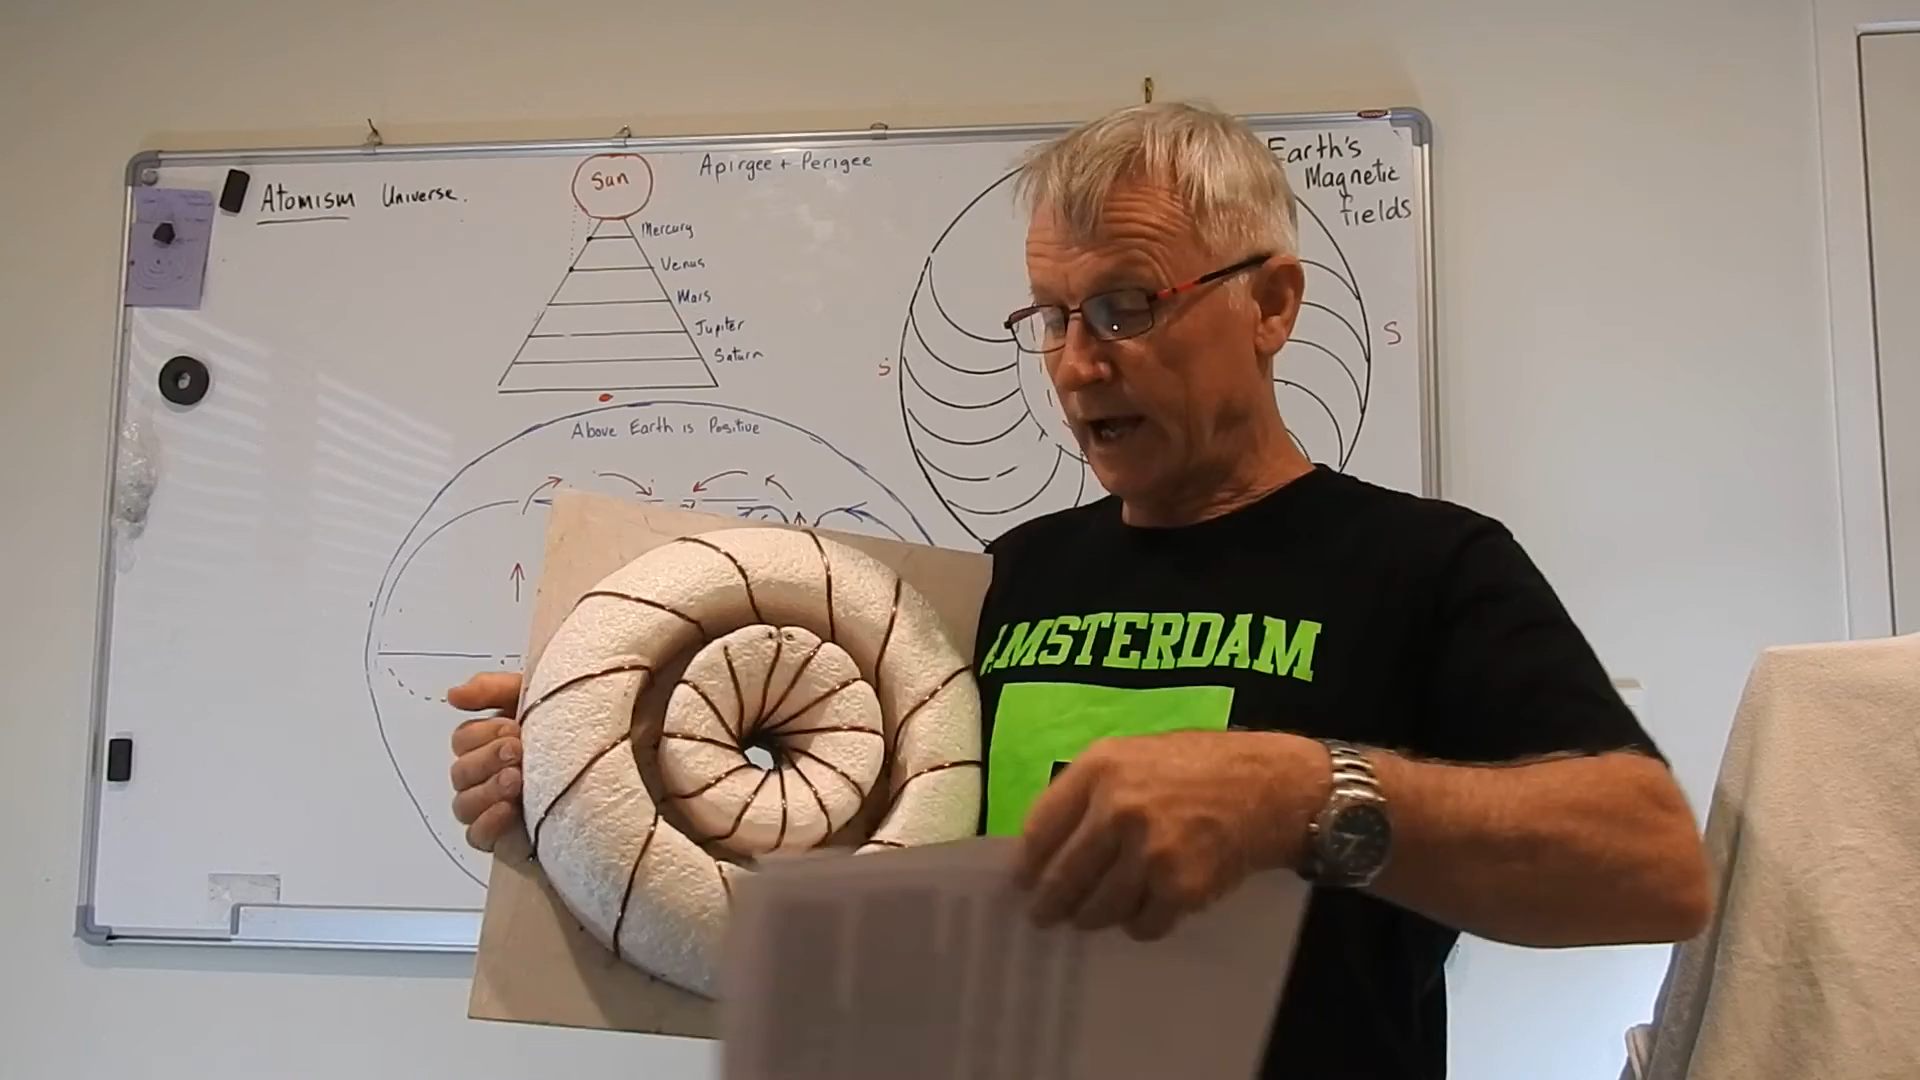 Atomism Universe.
Sun
Apirgee + Perigee
Mercury
Venus
Mars
Jupiter
Saturn
Above Earth is Positive
Earth's
Magnetic
fields
S
S
AMSTERDAM